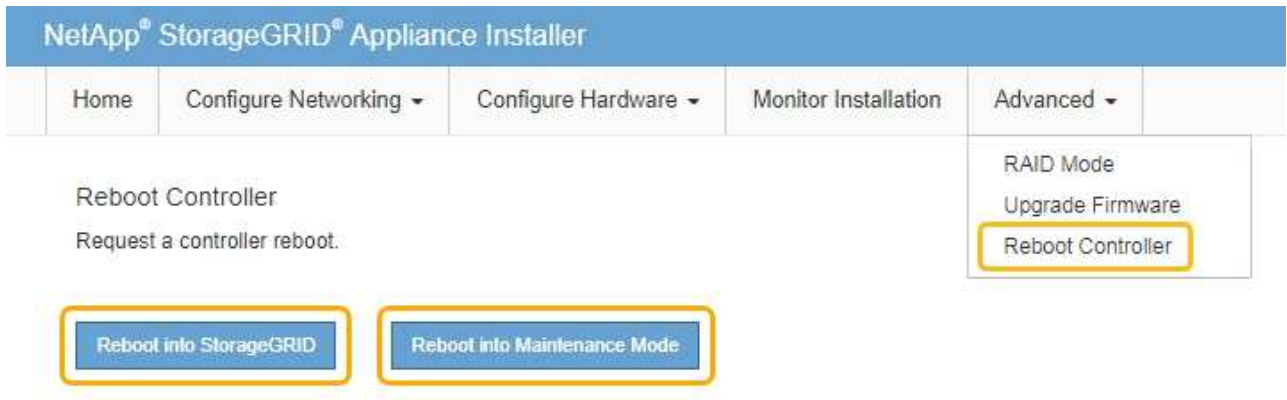 NetApp® StorageGRID® Appliance Installer
Home Configure Networking Configure Hardware Monitor Installation Advanced
RAID Mode
Upgrade Firmware
Reboot Controller
Reboot Controller
Request a controller reboot.
Reboot into StorageGRID Reboot into Maintenance Mode